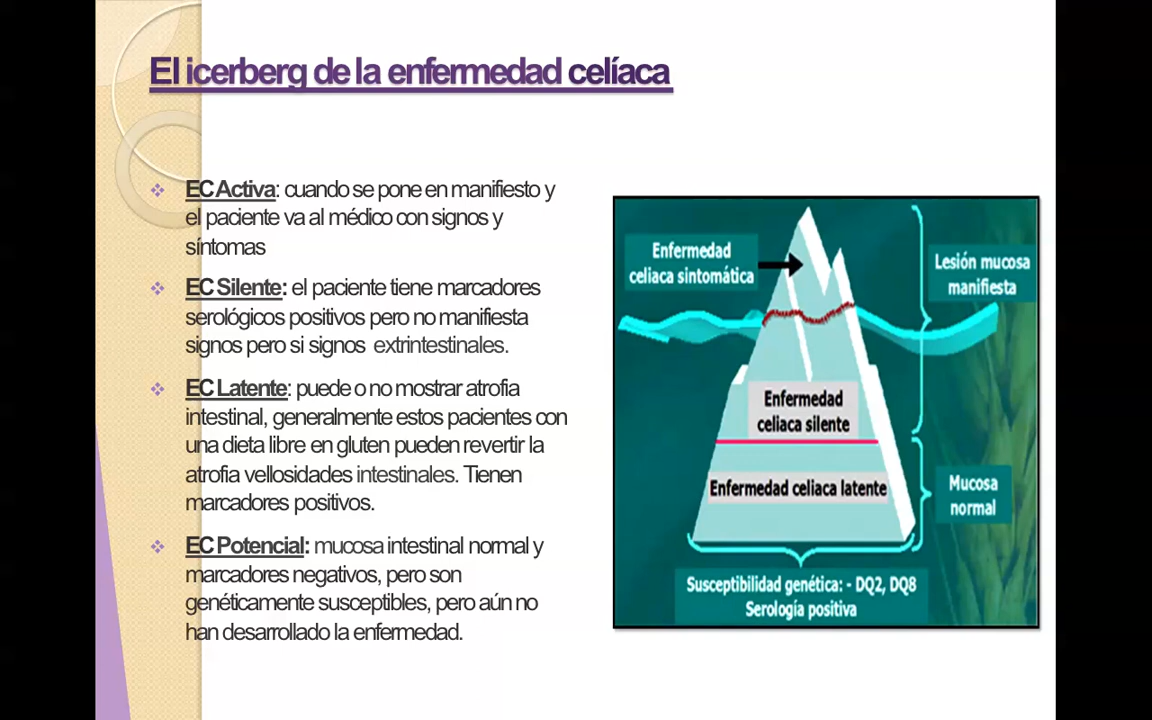 El icerberg de la enfermedad celíaca
EC Activa: cuando se pone en manifiesto y
el paciente va al médico con signos y
síntomas
EC Silente: el paciente tiene marcadores
serológicos positivos pero no manifiesta
signos pero si signos extrintestinales.
EC Latente: puede o no mostrar atrofia
intestinal, generalmente estos pacientes con
una dieta libre en gluten pueden revertir la
atrofia vellosidades intestinales. Tienen
marcadores positivos.
EC Potencial: mucosa intestinal normal y
marcadores negativos, pero son
genéticamente susceptibles, pero aún no
han desarrollado la enfermedad.
Enfermedad
celiaca sintomática
Lesión mucosa
manifiesta
Enfermedad
celiaca silente
Enfermedad celiaca latente
Mucosa
normal
Susceptibilidad genética: - DQ2, DQ8
Serología positiva